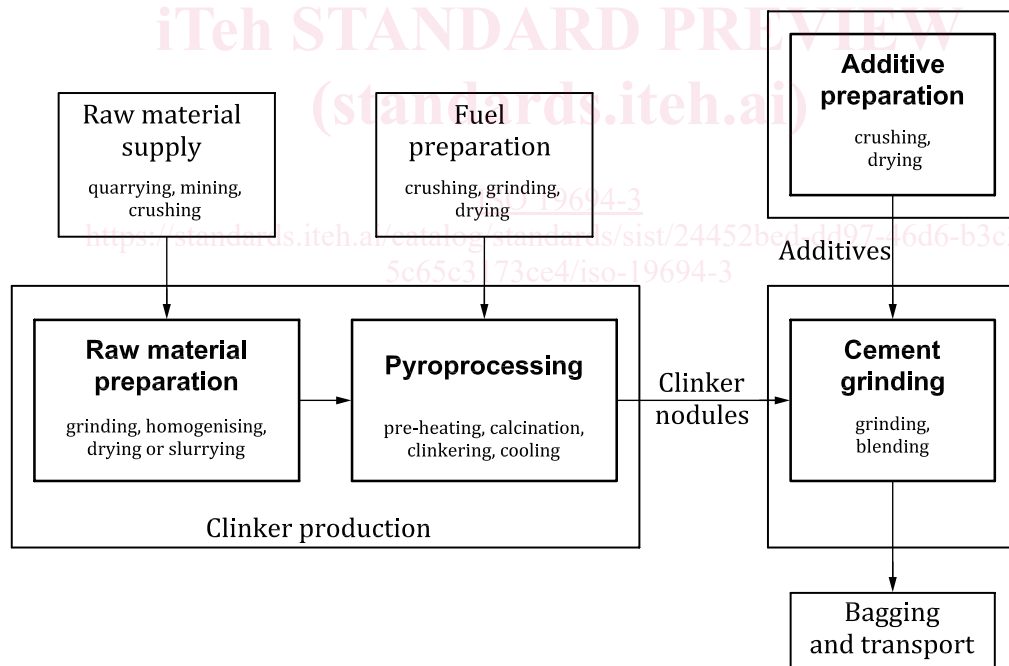 iTeh STANDARD PREVIEW
(standards.iteh.ai)
ISO 19694-3
https://standards.iteh.ai/catalog/standards/sist/24452bed-dd97-46d6-b3c
5c65c3173ce4/iso-19694-3
Raw material
supply
quarrying, mining,
crushing
Fuel
preparation
crushing, grinding,
drying
Additive
preparation
crushing,
drying
Additives
Raw material
preparation
grinding, homogenising,
drying or slurrying
Pyroprocessing
pre-heating, calcination,
clinkering, cooling
Clinker
nodules
Cement
grinding
grinding,
blending
Clinker production
Bagging
and transport